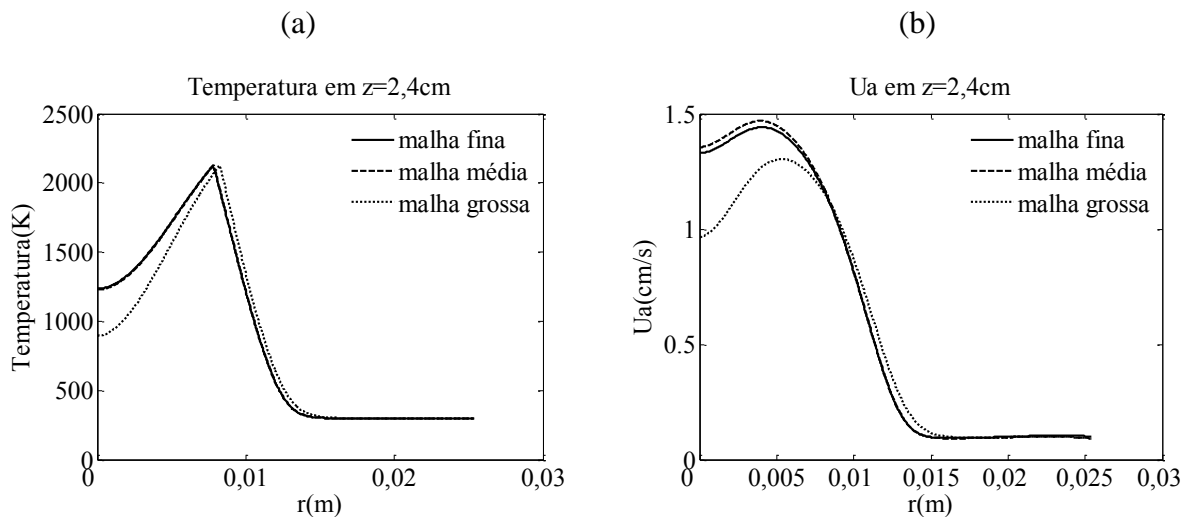 (a)
Temperatura em z=2,4cm
2500
2000
1500
1000
500
0
Temperatura(K)
malha fina
malha média
malha grossa
0 0,01 0,02 0,03
r(m)
(b)
Ua em z=2,4cm
1.5
1
0.5
0
Ua(cm/s)
malha fina
malha média
malha grossa
0 0,005 0,01 0,015 0,02 0,025 0,03
r(m)